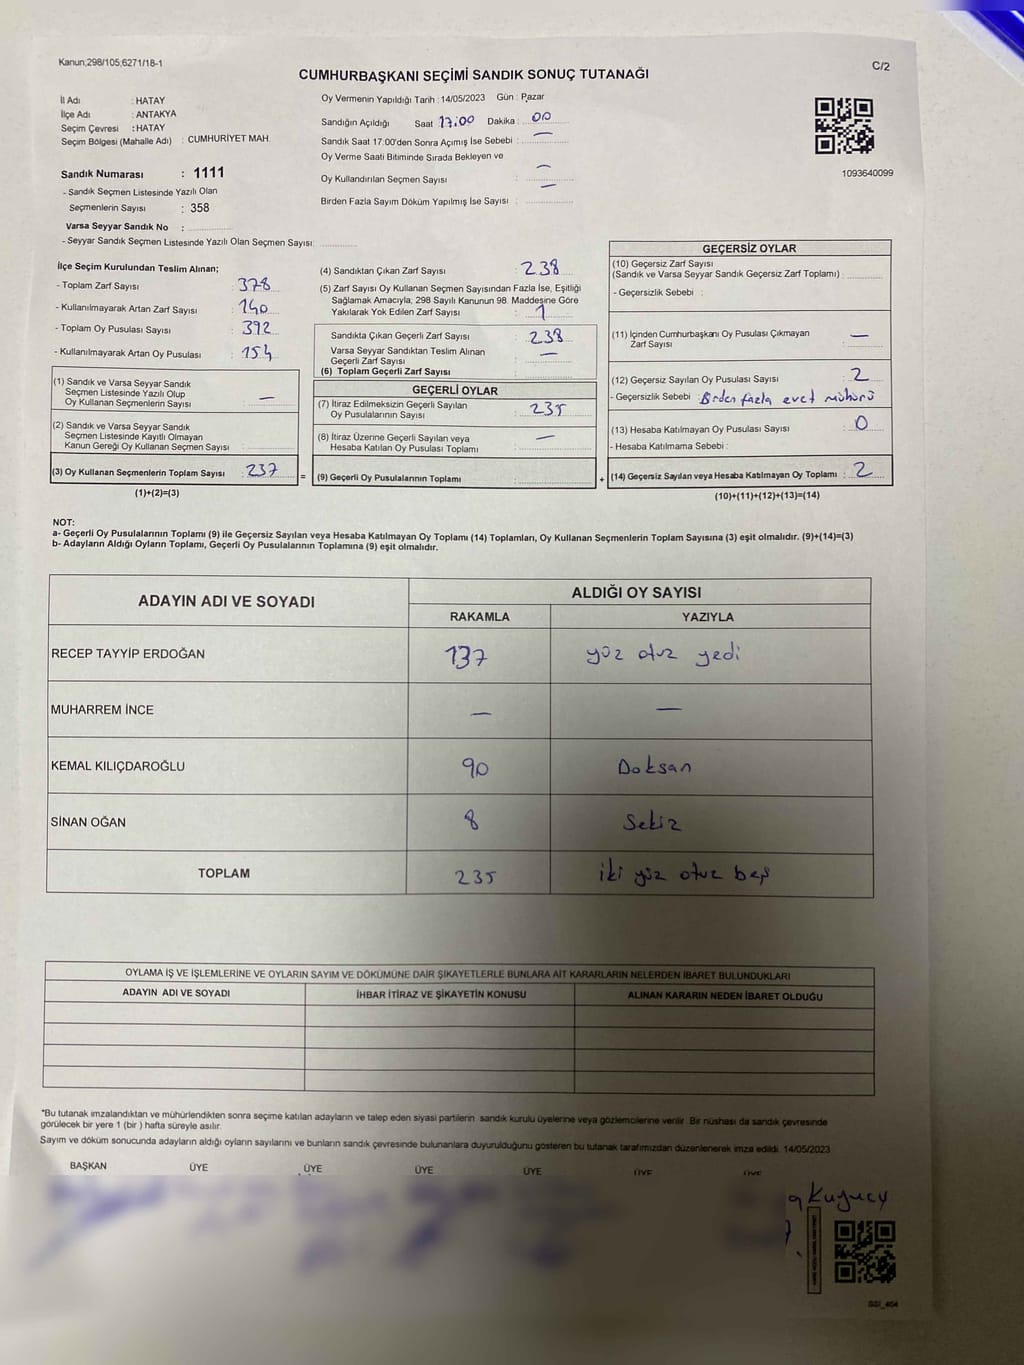 Kanun;298/105,6271/18-1
C/2
CUMHURBAŞKANI SEÇİMİ SANDIK SONUÇ TUTANAĞI
İl Adı : HATAY
İlçe Adı : ANTAKYA
Seçim Çevresi : HATAY
Seçim Bölgesi (Mahalle Adı) : CUMHURİYET MAH.
Sandık Numarası : 1111
- Sandık Seçmen Listesinde Yazılı Olan
Seçmenlerin Sayısı : 358
Varsa Seyyar Sandık No :
- Seyyar Sandık Seçmen Listesinde Yazılı Olan Seçmen Sayısı:
Oy Vermenin Yapıldığı Tarih : 14/05/2023 Gün : Pazar
Sandığın Açıldığı Saat 17:00 Dakika : 00
Sandık Saat 17:00'den Sonra Açımış İse Sebebi : —
Oy Verme Saati Bitiminde Sırada Bekleyen ve
Oy Kullandırılan Seçmen Sayısı : —
Birden Fazla Sayım Döküm Yapılmış İse Sayısı : —
1093640099
İlçe Seçim Kurulundan Teslim Alınan;
- Toplam Zarf Sayısı : 378
- Kullanılmayarak Artan Zarf Sayısı : 140
- Toplam Oy Pusulası Sayısı : 392
- Kullanılmayarak Artan Oy Pusulası : 154
(1) Sandık ve Varsa Seyyar Sandık
Seçmen Listesinde Yazılı Olup
Oy Kullanan Seçmenlerin Sayısı : —
(2) Sandık ve Varsa Seyyar Sandık
Seçmen Listesinde Kayıtlı Olmayan
Kanun Gereği Oy Kullanan Seçmen Sayısı :
(3) Oy Kullanan Seçmenlerin Toplam Sayısı : 237 =
(1)+(2)=(3)
(4) Sandıktan Çıkan Zarf Sayısı : 238
(5) Zarf Sayısı Oy Kullanan Seçmen Sayısından Fazla İse, Eşitliği
Sağlamak Amacıyla, 298 Sayılı Kanunun 98. Maddesine Göre
Yakılarak Yok Edilen Zarf Sayısı : 1
Sandıkta Çıkan Geçerli Zarf Sayısı : 238
Varsa Seyyar Sandıktan Teslim Alınan
Geçerli Zarf Sayısı : —
(6) Toplam Geçerli Zarf Sayısı :
GEÇERLİ OYLAR
(7) İtiraz Edilmeksizin Geçerli Sayılan
Oy Pusulalarının Sayısı : 235
(8) İtiraz Üzerine Geçerli Sayılan veya
Hesaba Katılan Oy Pusulası Toplamı : —
(9) Geçerli Oy Pusulalarının Toplamı : +
GEÇERSİZ OYLAR
(10) Geçersiz Zarf Sayısı
(Sandık ve Varsa Seyyar Sandık Geçersiz Zarf Toplamı) :
- Geçersizlik Sebebi :
(11) İçinden Cumhurbaşkanı Oy Pusulası Çıkmayan
Zarf Sayısı : —
(12) Geçersiz Sayılan Oy Pusulası Sayısı : 2
- Geçersizlik Sebebi : Birden fazla evet mühürü
(13) Hesaba Katılmayan Oy Pusulası Sayısı : 0
- Hesaba Katılmama Sebebi :
(14) Geçersiz Sayılan veya Hesaba Katılmayan Oy Toplamı : 2
(10)+(11)+(12)+(13)=(14)
NOT:
a- Geçerli Oy Pusulalarının Toplamı (9) ile Geçersiz Sayılan veya Hesaba Katılmayan Oy Toplamı (14) Toplamları, Oy Kullanan Seçmenlerin Toplam Sayısına (3) eşit olmalıdır. (9)+(14)=(3)
b- Adayların Aldığı Oyların Toplamı, Geçerli Oy Pusulalarının Toplamına (9) eşit olmalıdır.
ADAYIN ADI VE SOYADI
ALDIĞI OY SAYISI
RAKAMLA YAZIYLA
RECEP TAYYİP ERDOĞAN 137 yüz otuz yedi
MUHARREM İNCE — —
KEMAL KILIÇDAROĞLU 90 Doksan
SİNAN OĞAN 8 Sekiz
TOPLAM 235 iki yüz otuz beş
OYLAMA İŞ VE İŞLEMLERİNE VE OYLARIN SAYIM VE DÖKÜMÜNE DAİR ŞİKAYETLERLE BUNLARA AİT KARARLARIN NELERDEN İBARET BULUNDUKLARI
ADAYIN ADI VE SOYADI İHBAR İTİRAZ VE ŞİKAYETİN KONUSU ALINAN KARARIN NEDEN İBARET OLDUĞU
*Bu tutanak imzalandıktan ve mühürlendikten sonra seçime katılan adayların ve talep eden siyasi partilerin sandık kurulu üyelerine veya gözlemcilerine verilir. Bir nüshası da sandık çevresinde
görülecek bir yere 1 (bir) hafta süreyle asılır.
Sayım ve döküm sonucunda adayların aldığı oyların sayılarını ve bunların sandık çevresinde bulunanlara duyurulduğunu gösteren bu tutanak tarafımızdan düzenlenerek imza edildi. 14/05/2023
BAŞKAN ÜYE ÜYE ÜYE ÜYE ÜYE ÜYE
Kuyucu